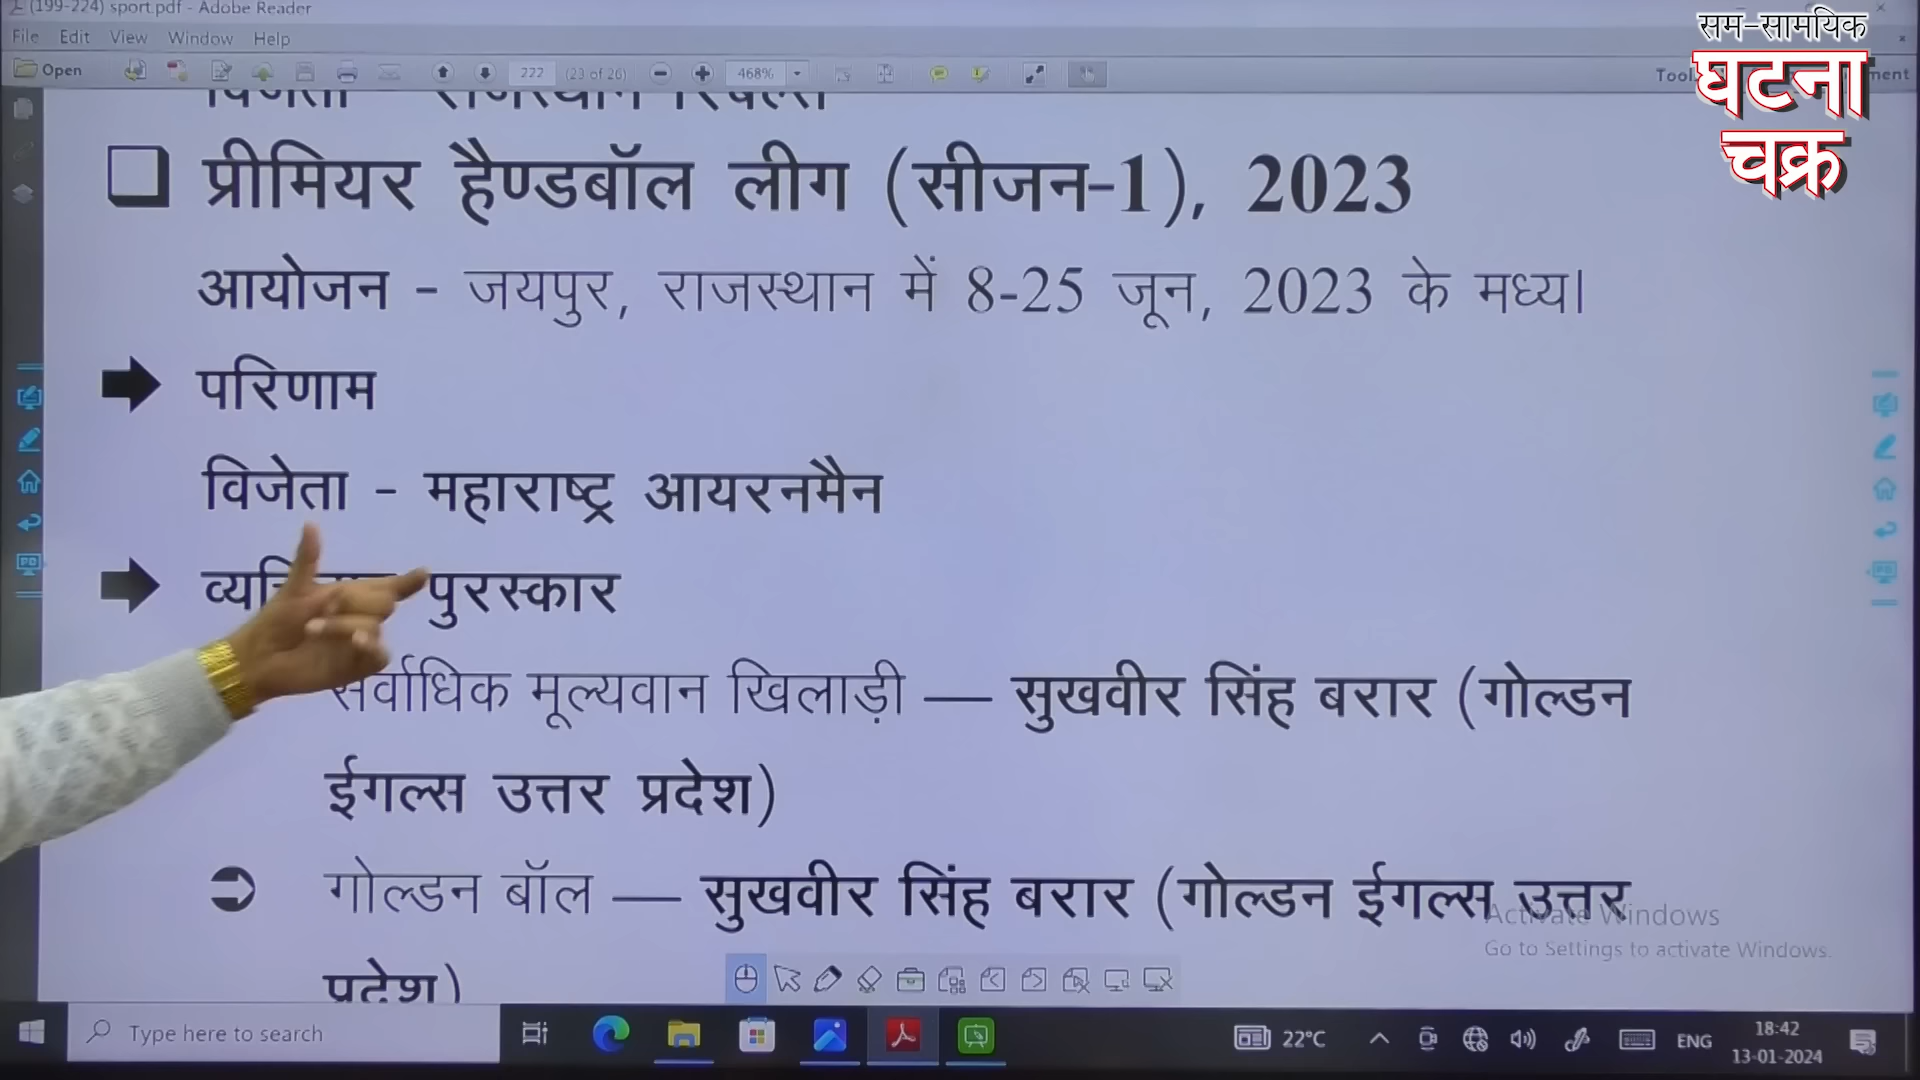 (199-224) sport.pdf - Adobe Reader
File Edit View Window Help
Open 222 (23 of 26) 468%
सम-सामयिक
घटना
चक्र
❑ प्रीमियर हैण्डबॉल लीग (सीजन-1), 2023
आयोजन - जयपुर, राजस्थान में 8-25 जून, 2023 के मध्य।
परिणाम
विजेता - महाराष्ट्र आयरनमैन
पुरस्कार
सर्वाधिक मूल्यवान खिलाड़ी — सुखवीर सिंह बरार (गोल्डन
ईगल्स उत्तर प्रदेश)
गोल्डन बॉल — सुखवीर सिंह बरार (गोल्डन ईगल्स उत्तर
प्रदेश)
Activate Windows
Go to Settings to activate Windows.
Type here to search
22°C
ENG
18:42
13-01-2024